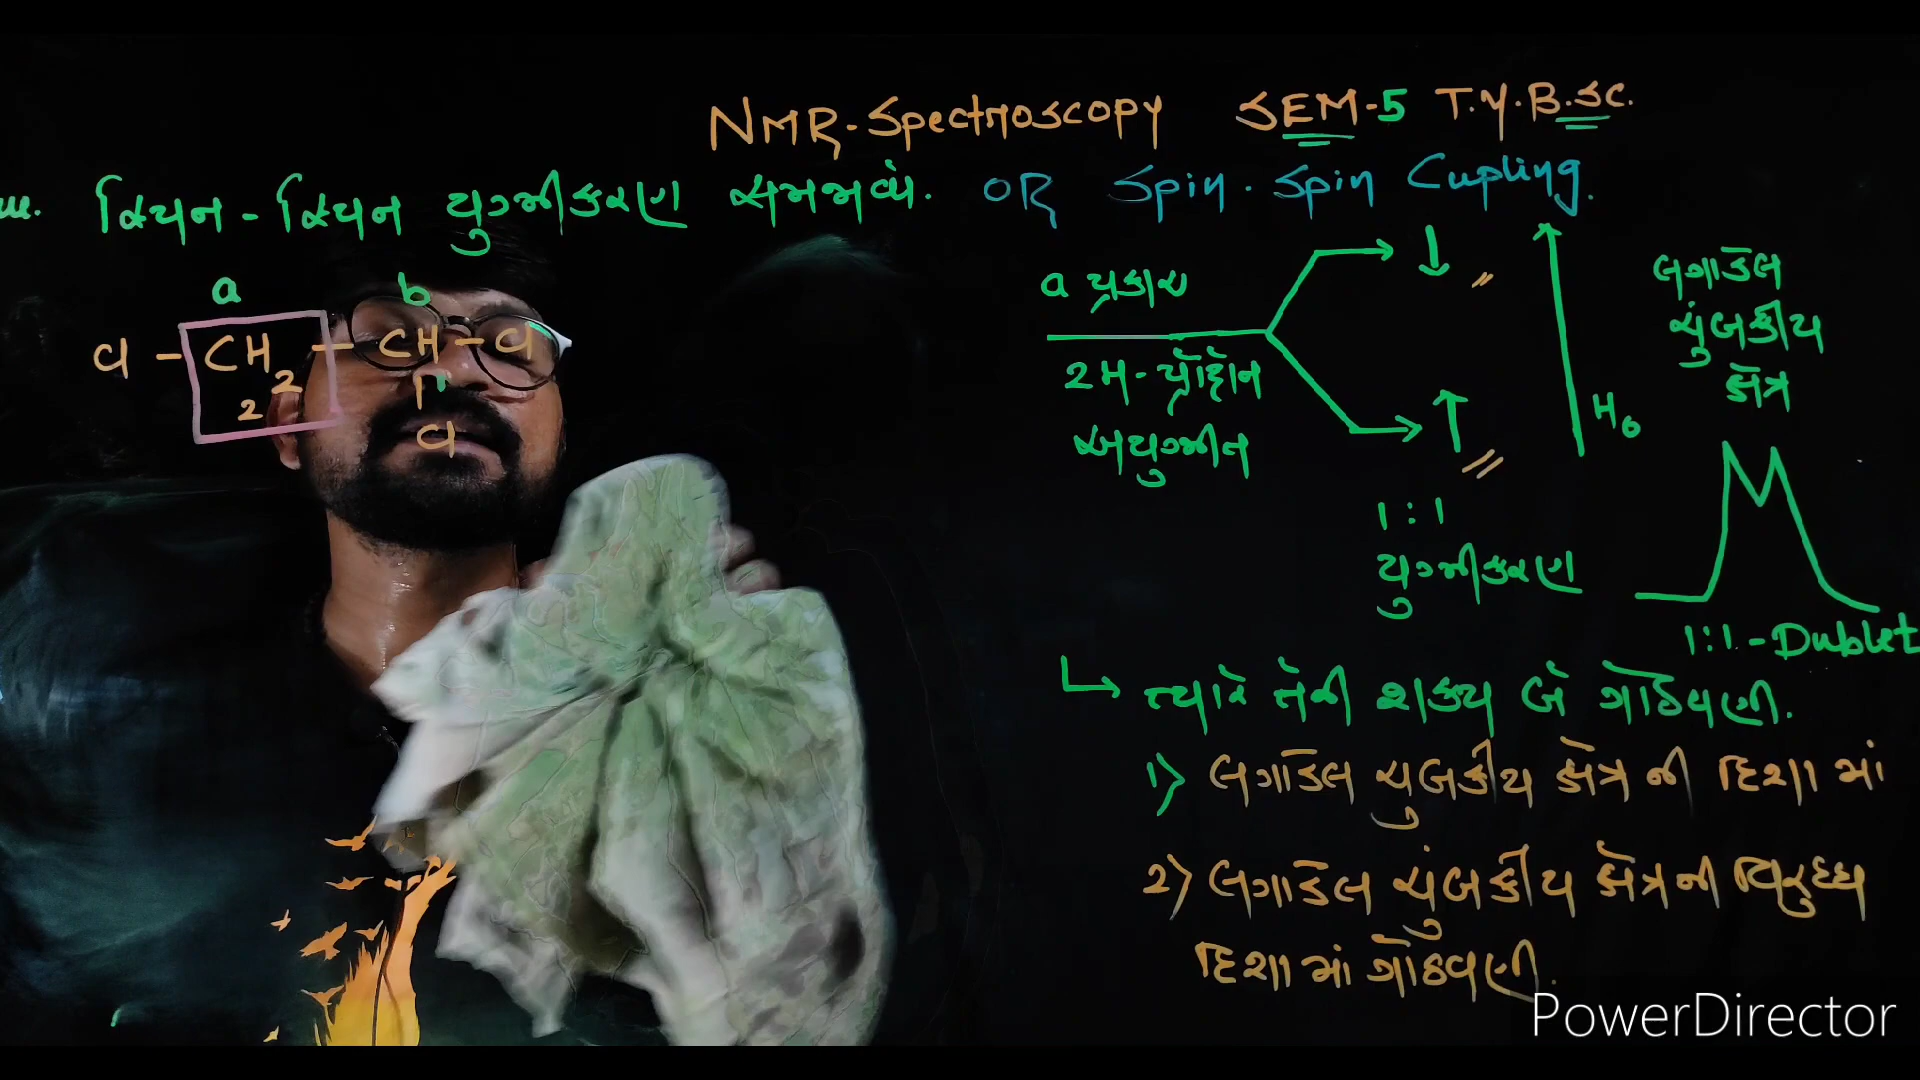 NMR-Spectroscopy SEM-5 T.Y.B.Sc.
સ્પિન - સ્પિન યુગ્મીકરણ સમજાવો. OR Spin-Spin Cupling.
a b
Cl - CH2 - CH - Cl
2
Cl
a પ્રકાર
2H-પ્રોટોન
અયુગ્મીત
1 : 1
યુગ્મીકરણ
H0
લગાડેલ
ચુંબકીય
ક્ષેત્ર
1:1.-Dublet
ત્યારે તેની શક્ય બે ગોઠવણી.
1) લગાડેલ ચુબકીય ક્ષેત્ર ની દિશા માં
2) લગાડેલ ચુંબકીય ક્ષેત્રની વિરુધ્ધ
દિશા માં ગોઠવણી.
PowerDirector